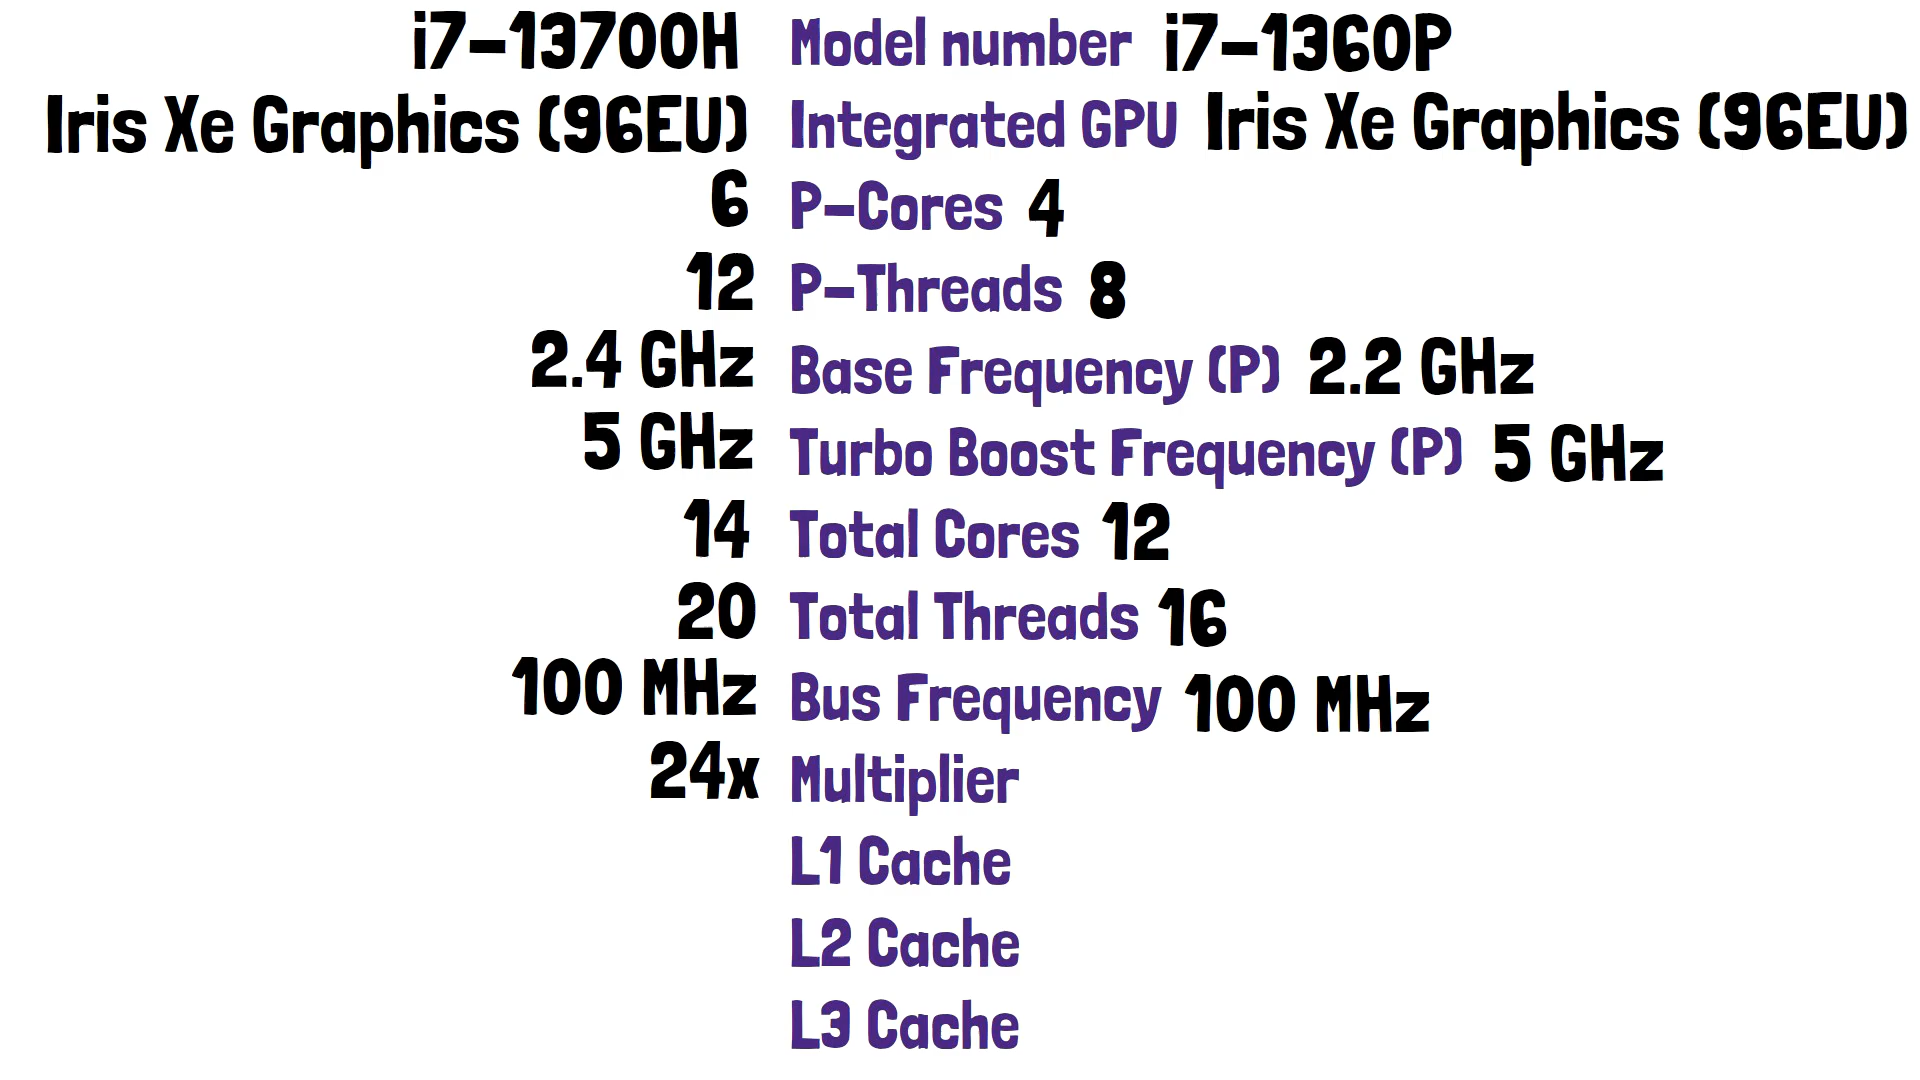 i7-13700H Model number i7-1360P
Iris Xe Graphics (96EU) Integrated GPU Iris Xe Graphics (96EU)
6 P-Cores 4
12 P-Threads 8
2.4 GHz Base Frequency (P) 2.2 GHz
5 GHz Turbo Boost Frequency (P) 5 GHz
14 Total Cores 12
20 Total Threads 16
100 MHz Bus Frequency 100 MHz
24x Multiplier
L1 Cache
L2 Cache
L3 Cache